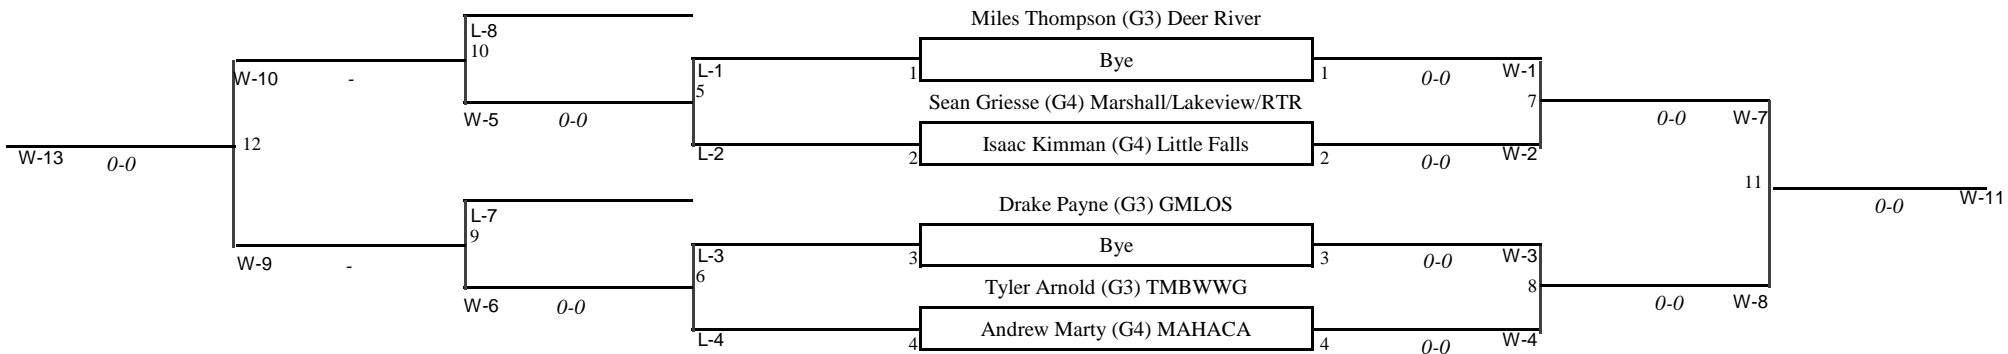 Miles Thompson (G3) Deer River
L-8
10
Bye
W-10 -
L-1 1 1 0-0 W-1
5
Sean Griesse (G4) Marshall/Lakeview/RTR
7
W-5 0-0
0-0 W-7
12
Isaac Kimman (G4) Little Falls
W-13 0-0
L-2 2 2 0-0 W-2
11
Drake Payne (G3) GMLOS
W-11
0-0
L-7
9
Bye
W-9 -
L-3 3 3 0-0 W-3
6
Tyler Arnold (G3) TMBWWG
8
W-6 0-0
0-0 W-8
Andrew Marty (G4) MAHACA
L-4 4 4 0-0 W-4